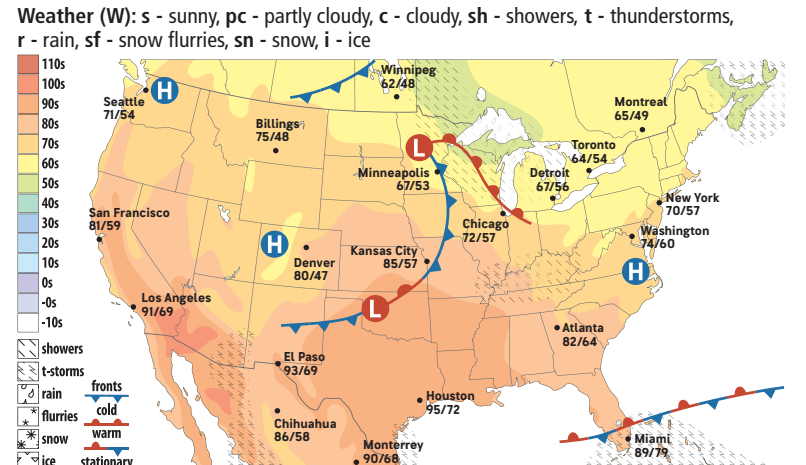 Weather (W): s - sunny, pc - partly cloudy, c - cloudy, sh - showers, t - thunderstorms,
r - rain, sf - snow flurries, sn - snow, i - ice
110s
100s
90s
80s
70s
60s
50s
40s
30s
20s
10s
0s
-0s
-10s
showers
t-storms
rain
flurries
snow
ice
fronts
cold
warm
stationary
H
Seattle
71/54
Billings
75/48
Winnipeg
62/48
Montreal
65/49
Toronto
64/54
L
Minneapolis
67/53
Detroit
67/56
New York
70/57
San Francisco
81/59
Chicago
72/57
Washington
74/60
H
Denver
80/47
Kansas City
85/57
H
Los Angeles
91/69
L
Atlanta
82/64
El Paso
93/69
Houston
95/72
Chihuahua
86/58
Monterrey
90/68
Miami
89/79